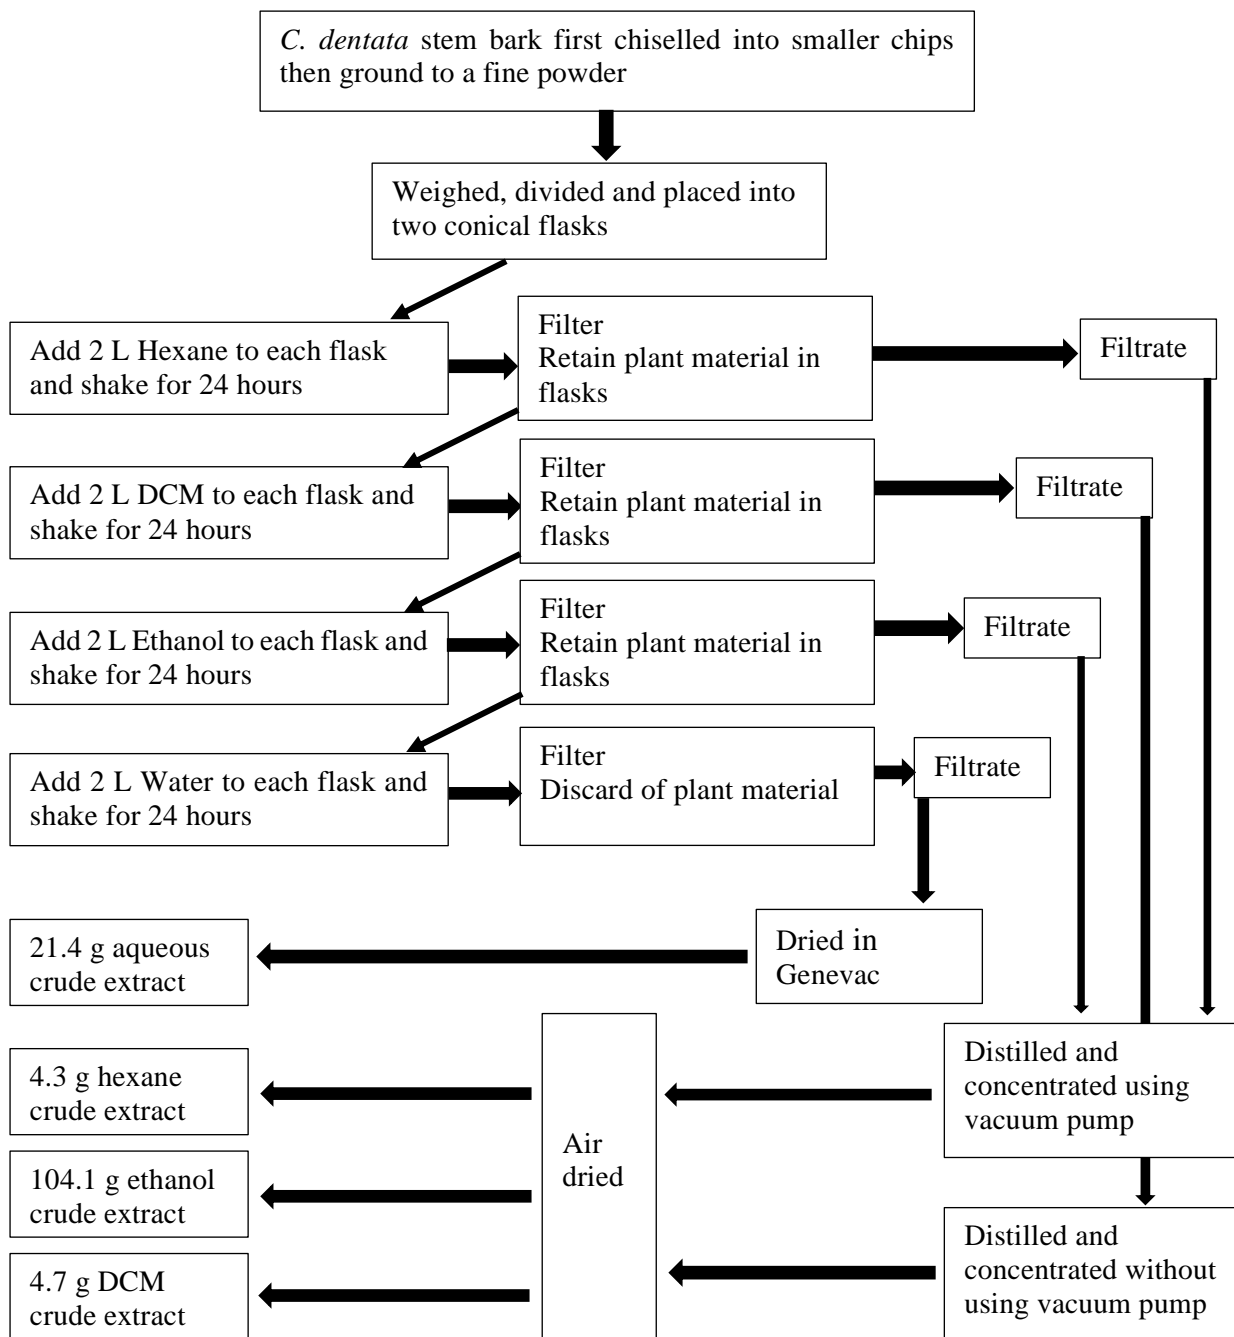 C. dentata stem bark first chiselled into smaller chips
then ground to a fine powder
Weighed, divided and placed into
two conical flasks
Add 2 L Hexane to each flask
and shake for 24 hours
Filter
Retain plant material in
flasks
Filtrate
Add 2 L DCM to each flask and
shake for 24 hours
Filter
Retain plant material in
flasks
Filtrate
Add 2 L Ethanol to each flask and
shake for 24 hours
Filter
Retain plant material in
flasks
Filtrate
Add 2 L Water to each flask and
shake for 24 hours
Filter
Discard of plant material
Filtrate
21.4 g aqueous
crude extract
Dried in
Genevac
4.3 g hexane
crude extract
104.1 g ethanol
crude extract
4.7 g DCM
crude extract
Air
dried
Distilled and
concentrated using
vacuum pump
Distilled and
concentrated without
using vacuum pump